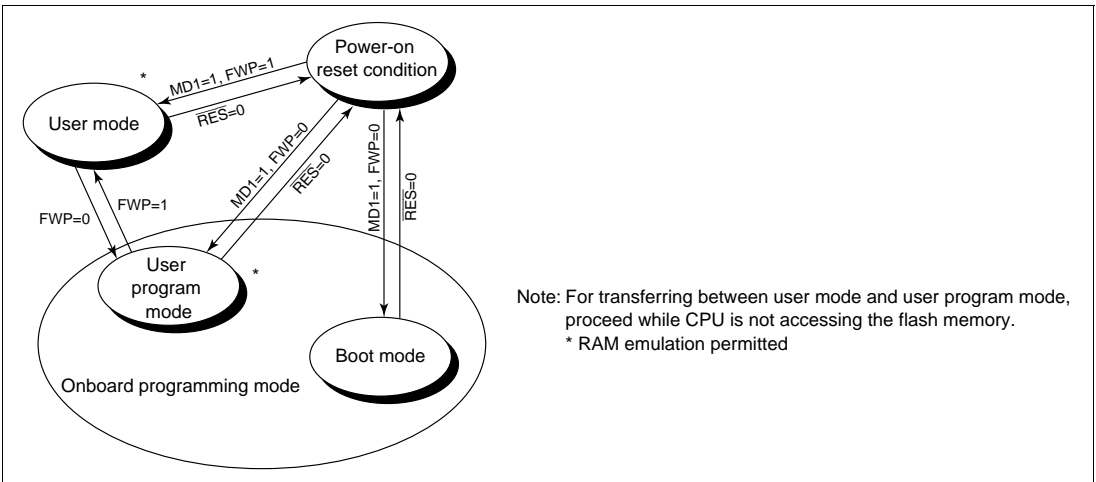 Power-on
reset condition
*
MD1=1, FWP=1
RES=0
User mode
MD1=1, FWP=0
RES=0
MD1=1, FWP=0
RES=0
FWP=0
FWP=1
User
program
mode
*
Boot mode
Onboard programming mode
Note: For transferring between user mode and user program mode,
proceed while CPU is not accessing the flash memory.
* RAM emulation permitted